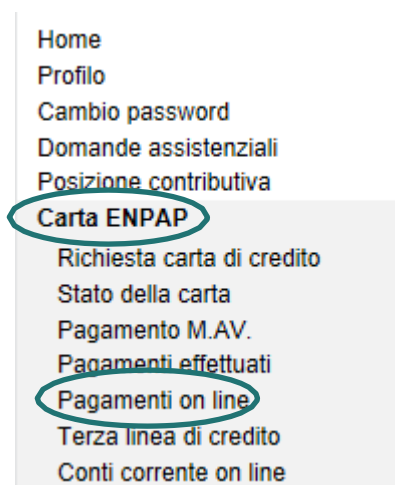 Home
Profilo
Cambio password
Domande assistenziali
Posizione contributiva
Carta ENPAP
Richiesta carta di credito
Stato della carta
Pagamento M.AV.
Pagamenti effettuati
Pagamenti on line
Terza linea di credito
Conti corrente on line